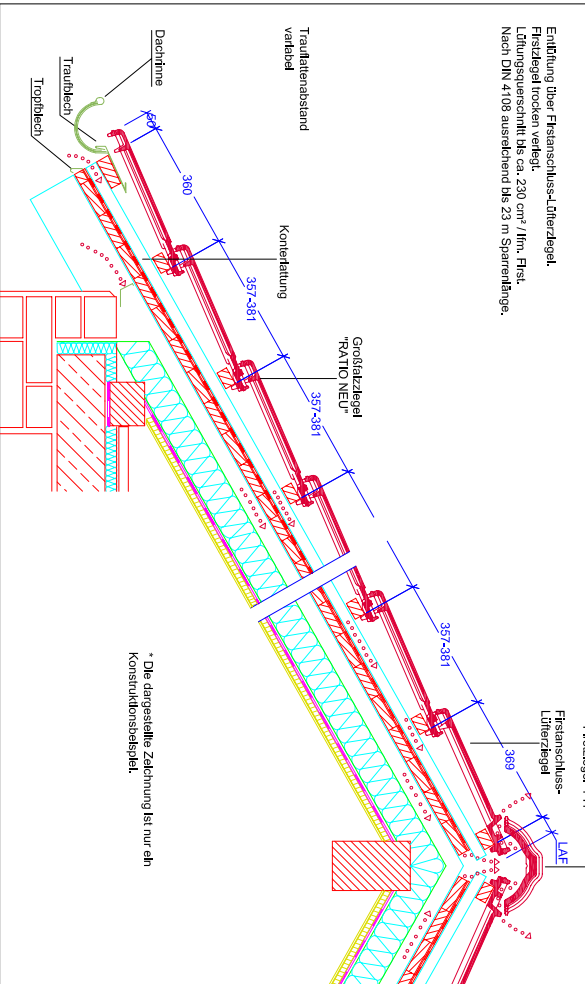 Entlüftung über Firstanschluss-Lüfterziegel.
Firstziegel trocken verlegt.
Lüftungsquerschnitt bis ca. 230 cm² / lfm. First.
Nach DIN 4108 ausreichend bis 23 m Sparrenlänge.
Trauflattenabstand
variabel
Dachrinne
Traufblech
Tropfblech
50
360
357-381
357-381
357-381
369
LAF
Konterlattung
Großfalzziegel
"RATIO NEU"
Firstanschluss-
Lüfterziegel
* Die dargestellte Zeichnung ist nur ein
Konstruktionsbeispiel.